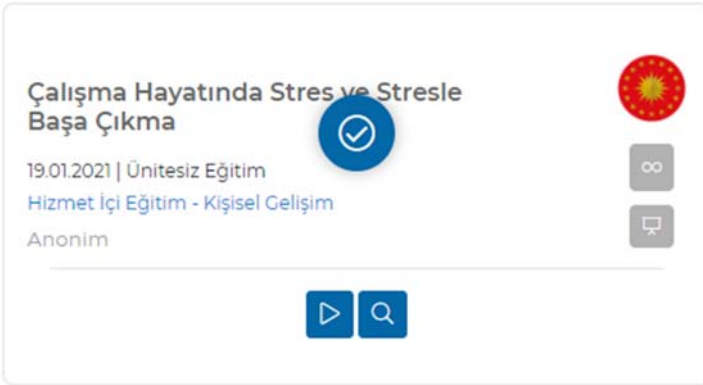 Çalışma Hayatında Stres ve Stresle
Başa Çıkma
19.01.2021 | Ünitesiz Eğitim
Hizmet İçi Eğitim - Kişisel Gelişim
Anonim